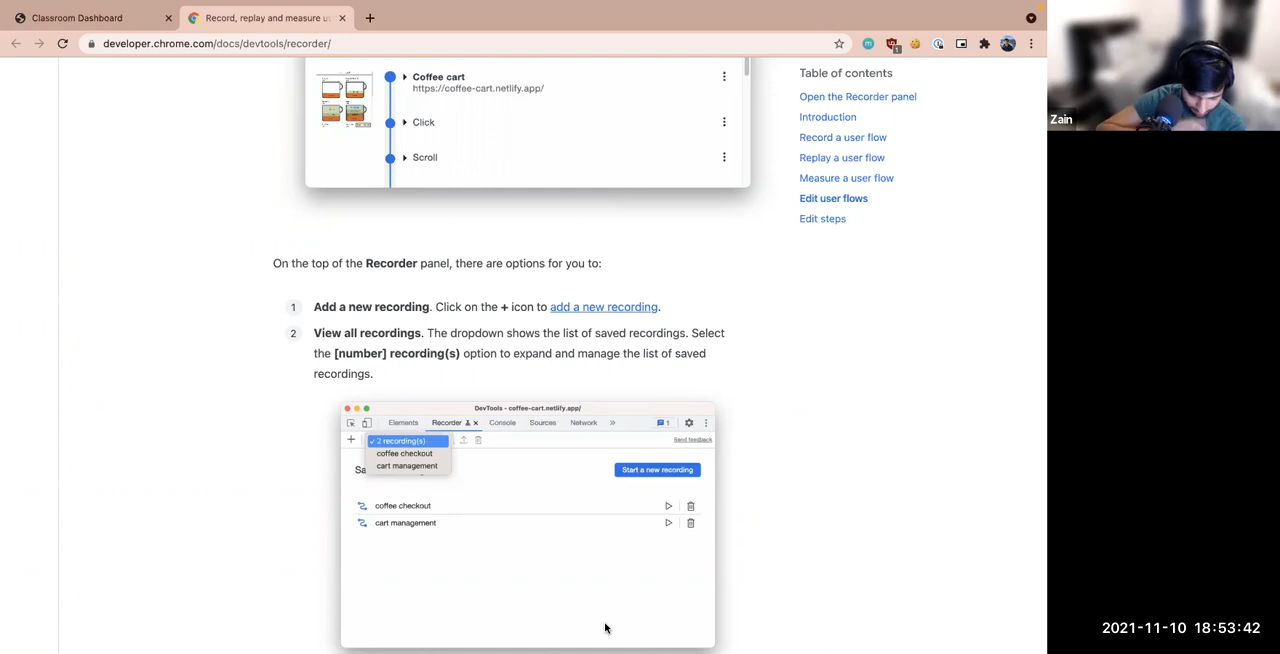 Classroom Dashboard
Record, replay and measure us
developer.chrome.com/docs/devtools/recorder/
Zain
Coffee cart
https://coffee-cart.netlify.app/
Click
Scroll
Table of contents
Open the Recorder panel
Introduction
Record a user flow
Replay a user flow
Measure a user flow
Edit user flows
Edit steps
On the top of the Recorder panel, there are options for you to:
1 Add a new recording. Click on the + icon to add a new recording.
2 View all recordings. The dropdown shows the list of saved recordings. Select
the [number] recording(s) option to expand and manage the list of saved
recordings.
DevTools - coffee-cart.netlify.app/
Elements Recorder Console Sources Network » 1
+ ✓ 2 recording(s) Send feedback
coffee checkout
cart management
Sa Start a new recording
coffee checkout
cart management
2021-11-10 18:53:42